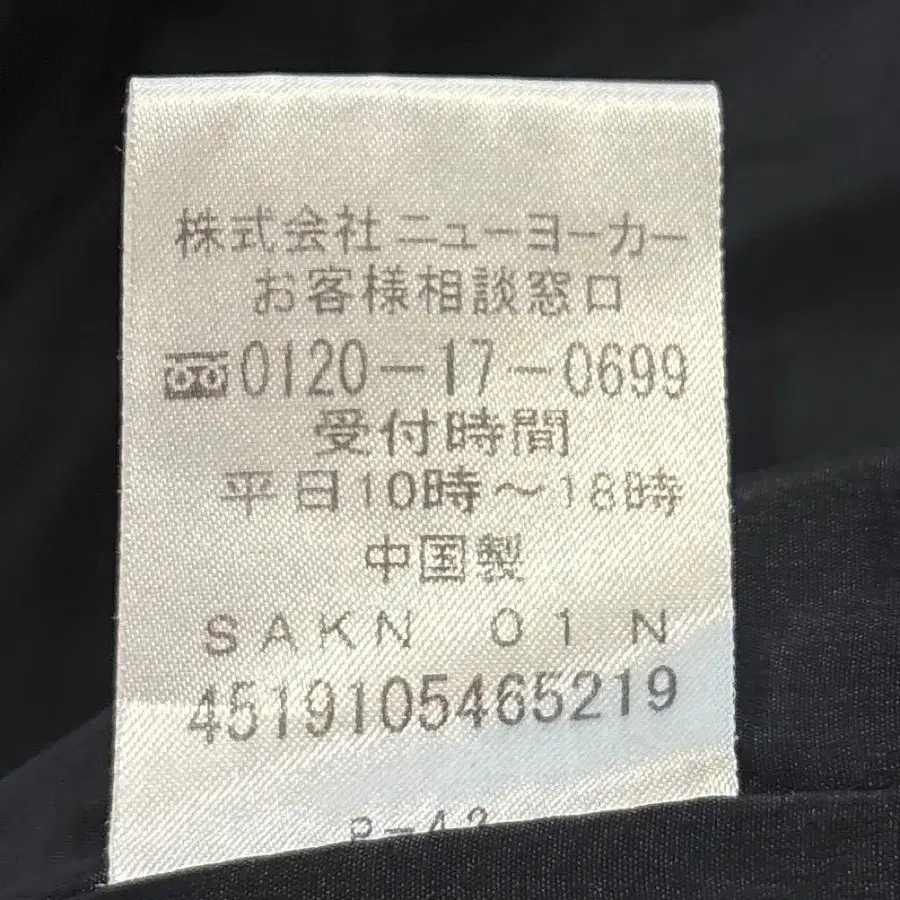 株式会社 ニューヨーカー
お客様相談窓口
0120-17-0699
受付時間
平日10時～18時
中国製
SAKN 01 N
4519105465219